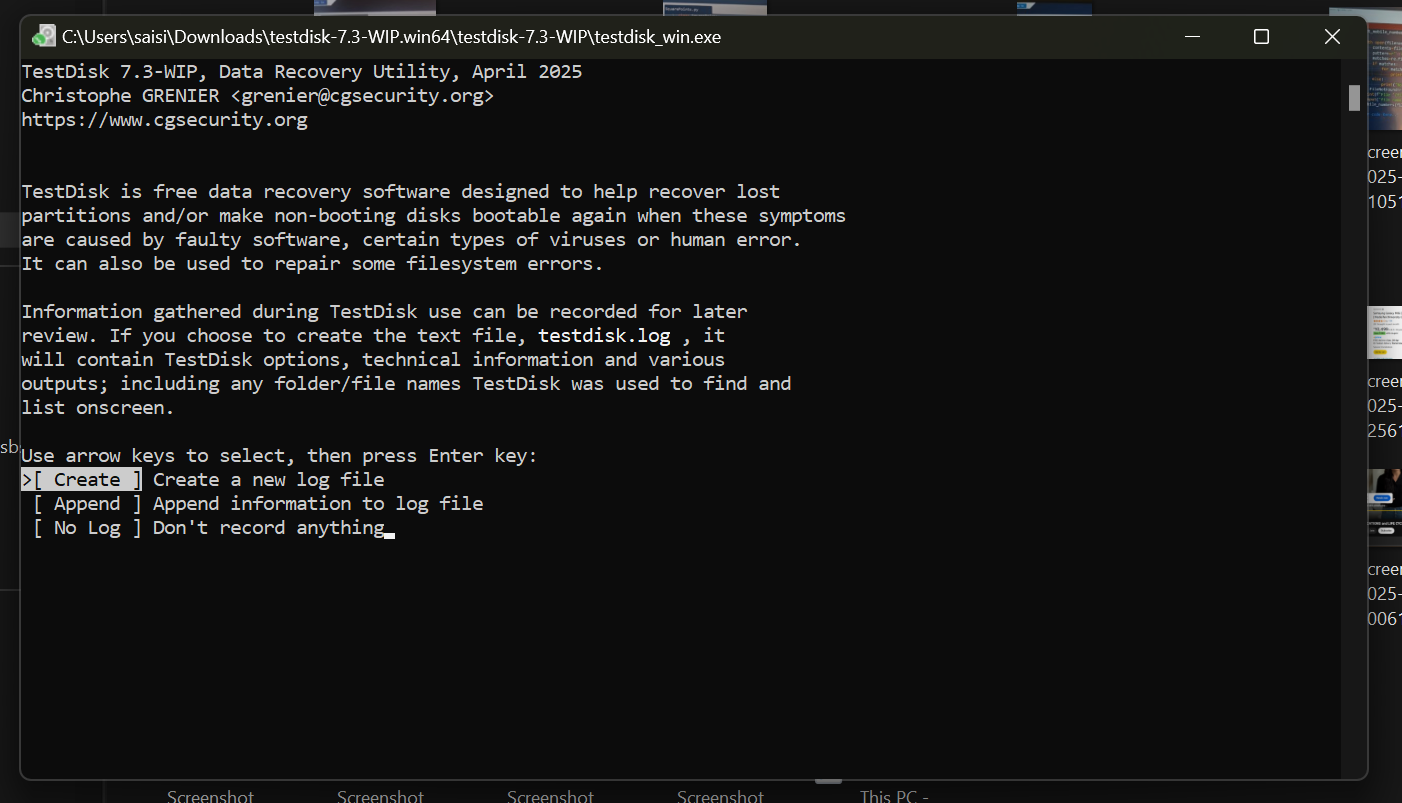 C:\Users\saisi\Downloads\testdisk-7.3-WIP.win64\testdisk-7.3-WIP\testdisk_win.exe
TestDisk 7.3-WIP, Data Recovery Utility, April 2025
Christophe GRENIER <grenier@cgsecurity.org>
https://www.cgsecurity.org
TestDisk is free data recovery software designed to help recover lost
partitions and/or make non-booting disks bootable again when these symptoms
are caused by faulty software, certain types of viruses or human error.
It can also be used to repair some filesystem errors.
Information gathered during TestDisk use can be recorded for later
review. If you choose to create the text file, testdisk.log , it
will contain TestDisk options, technical information and various
outputs; including any folder/file names TestDisk was used to find and
list onscreen.
Use arrow keys to select, then press Enter key:
>[ Create ] Create a new log file
[ Append ] Append information to log file
[ No Log ] Don't record anything
sb
creer
025-
1051
creer
025-
2561
creer
025-
0061
Screenshot
Screenshot
Screenshot
Screenshot
This PC -